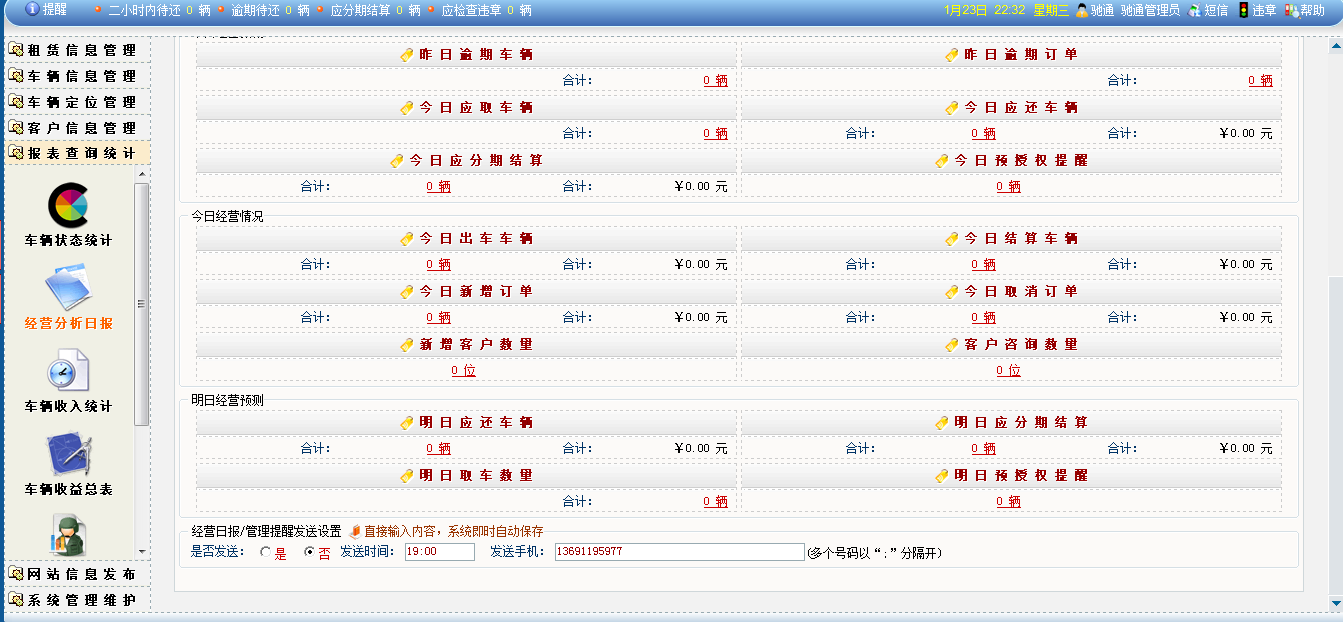 提醒 二小时内待还 0 辆 逾期待还 0 辆 应分期结算 0 辆 应检查违章 0 辆 1月23日 22:32 星期三 驰通 驰通管理员 短信 违章 帮助
租赁信息管理
车辆信息管理
车辆定位管理
客户信息管理
报表查询统计
车辆状态统计
经营分析日报
车辆收入统计
车辆收益总表
网站信息发布
系统管理维护
昨日逾期车辆 昨日逾期订单
合计： 0 辆 合计： 0 辆
今日应取车辆 今日应还车辆
合计： 0 辆 合计： 0 辆 合计： ￥0.00 元
今日应分期结算 今日预授权提醒
合计： 0 辆 合计： ￥0.00 元 0 辆
今日经营情况
今日出车车辆 今日结算车辆
合计： 0 辆 合计： ￥0.00 元 合计： 0 辆 合计： ￥0.00 元
今日新增订单 今日取消订单
合计： 0 辆 合计： ￥0.00 元 合计： 0 辆 合计： ￥0.00 元
新增客户数量 客户咨询数量
0 位 0 位
明日经营预测
明日应还车辆 明日应分期结算
合计： 0 辆 合计： ￥0.00 元 合计： 0 辆 合计： ￥0.00 元
明日取车数量 明日预授权提醒
合计： 0 辆 0 辆
经营日报/管理提醒发送设置 直接输入内容，系统即时自动保存
是否发送： 是 否 发送时间： 19:00 发送手机： 13691195977 (多个号码以“;”分隔开)